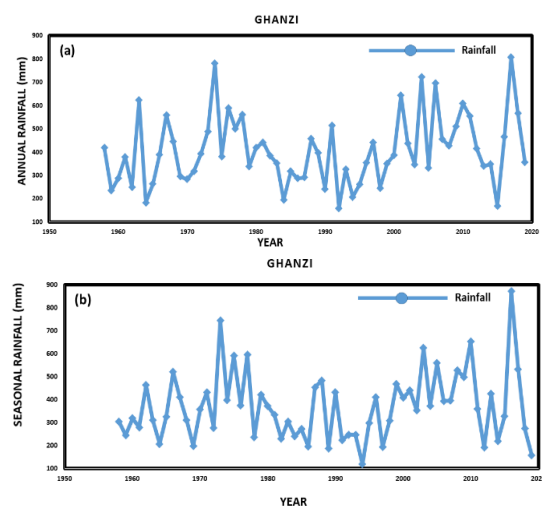 GHANZI
(a)
Rainfall
ANNUAL RAINFALL (mm)
900
800
700
600
500
400
300
200
100
1950 1960 1970 1980 1990 2000 2010 2020
YEAR
GHANZI
(b)
Rainfall
SEASONAL RAINFALL (mm)
900
800
700
600
500
400
300
200
100
1950 1960 1970 1980 1990 2000 2010 202
YEAR